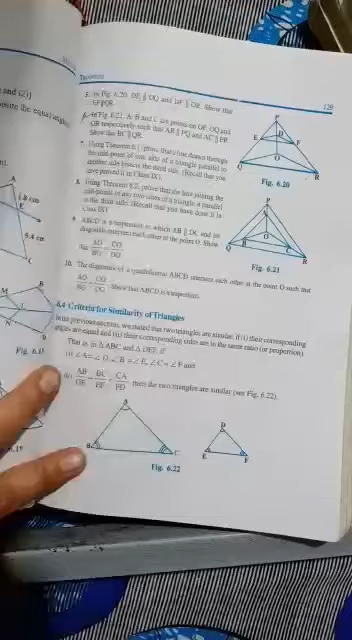 Triangles
129
5. In Fig. 6.20, DE || OQ and DF || OR. Show that
EF || QR.
6. In Fig. 6.21, A, B and C are points on OP, OQ and
OR respectively such that AB || PQ and AC || PR.
Show that BC || QR.
7. Using Theorem 6.1, prove that a line drawn through
the mid-point of one side of a triangle parallel to
another side bisects the third side. (Recall that you
have proved it in Class IX).
8. Using Theorem 6.2, prove that the line joining the
mid-points of any two sides of a triangle is parallel
to the third side. (Recall that you have done it in
Class IX).
9. ABCD is a trapezium in which AB || DC and its
diagonals intersect each other at the point O. Show
that AO/BO = CO/DO
10. The diagonals of a quadrilateral ABCD intersect each other at the point O such that
AO/BO = CO/DO. Show that ABCD is a trapezium.
P
E
D
F
O
Q
R
Fig. 6.20
P
A
O
B
Q
R
Fig. 6.21
6.4 Criteria for Similarity of Triangles
previous section, we stated that two triangles are similar, if (i) their corresponding
angles are equal and (ii) their corresponding sides are in the same ratio (or proportion).
That is, in Δ ABC and Δ DEF, if
(i) ∠ A = ∠ D, ∠ B = ∠ E, ∠ C = ∠ F and
(ii) AB/DE = BC/EF = CA/FD, then the two triangles are similar (see Fig. 6.22).
A
B
C
D
E
F
Fig. 6.22
A
1.8 cm
E
5.4 cm
C
M
B
L
N
D